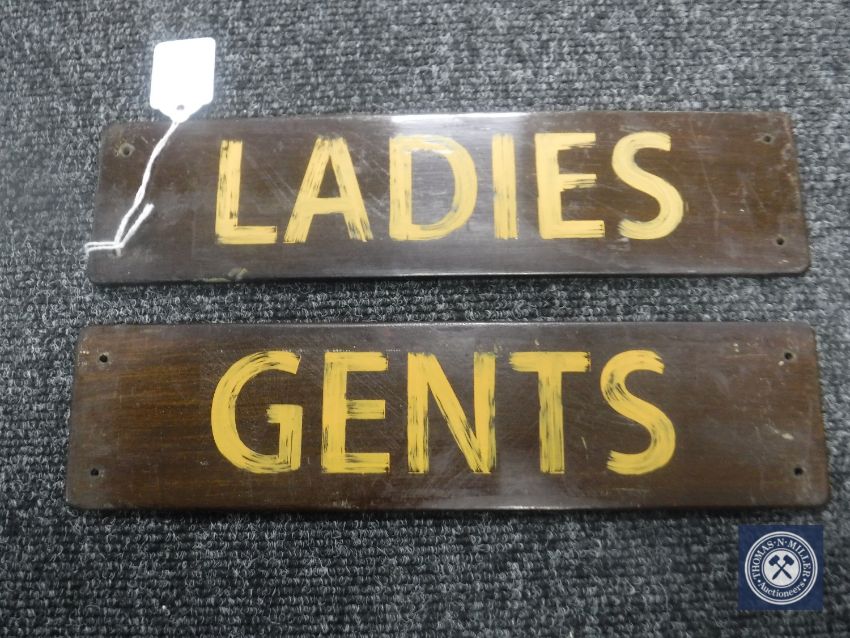 LADIES
GENTS
THOMAS·N·MILLER
Auctioneers